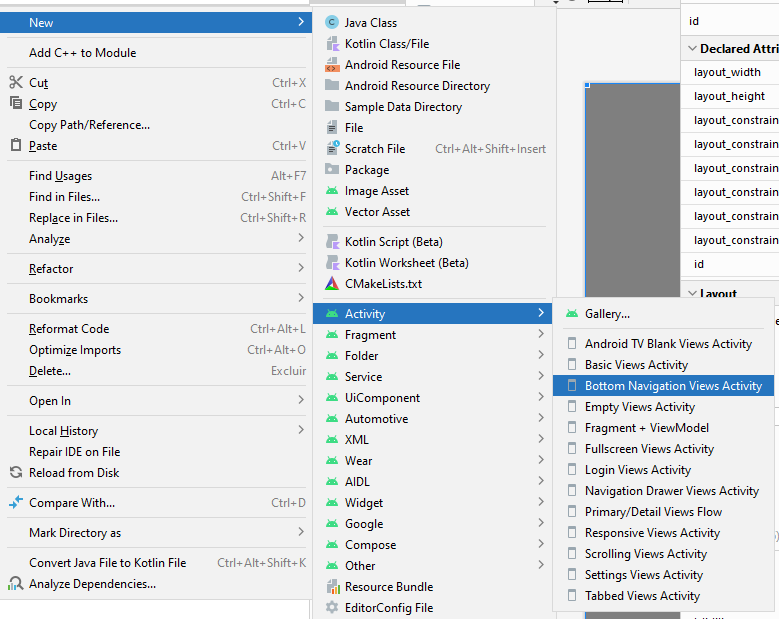 New
Add C++ to Module
Cut Ctrl+X
Copy Ctrl+C
Copy Path/Reference...
Paste Ctrl+V
Find Usages Alt+F7
Find in Files... Ctrl+Shift+F
Replace in Files... Ctrl+Shift+R
Analyze
Refactor
Bookmarks
Reformat Code Ctrl+Alt+L
Optimize Imports Ctrl+Alt+O
Delete... Excluir
Open In
Local History
Repair IDE on File
Reload from Disk
Compare With... Ctrl+D
Mark Directory as
Convert Java File to Kotlin File Ctrl+Alt+Shift+K
Analyze Dependencies...
Java Class
Kotlin Class/File
Android Resource File
Android Resource Directory
Sample Data Directory
File
Scratch File Ctrl+Alt+Shift+Insert
Package
Image Asset
Vector Asset
Kotlin Script (Beta)
Kotlin Worksheet (Beta)
CMakeLists.txt
Activity
Fragment
Folder
Service
UiComponent
Automotive
XML
Wear
AIDL
Widget
Google
Compose
Other
Resource Bundle
EditorConfig File
Gallery...
Android TV Blank Views Activity
Basic Views Activity
Bottom Navigation Views Activity
Empty Views Activity
Fragment + ViewModel
Fullscreen Views Activity
Login Views Activity
Navigation Drawer Views Activity
Primary/Detail Views Flow
Responsive Views Activity
Scrolling Views Activity
Settings Views Activity
Tabbed Views Activity
id
Declared Attri
layout_width
layout_height
layout_constrain
layout_constrain
layout_constrain
layout_constrain
layout_constrain
layout_constrain
id
Layout